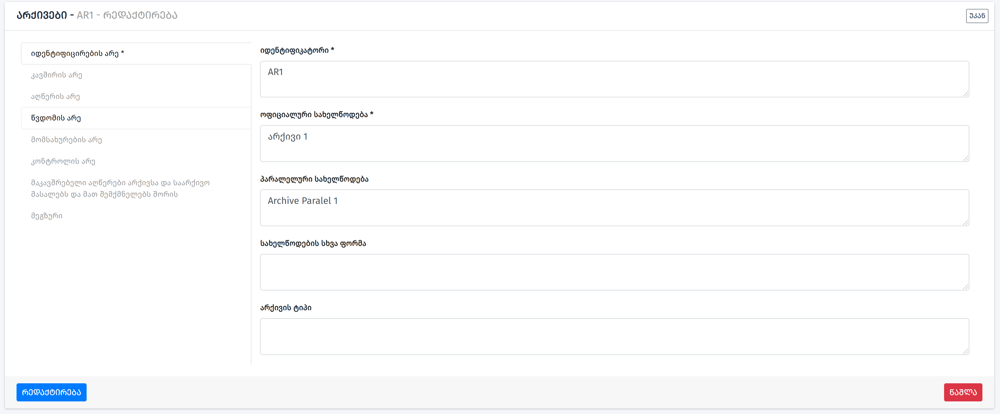 არქივები - AR1 - რედაქტირება
უკან
იდენტიფიცირების არე *
კავშირის არე
აღწერის არე
წვდომის არე
მომსახურების არე
კონტროლის არე
მაკავშრებელი აღწერები არქივსა და საარქივო
მასალებს და მათ შემქმნელებს შორის
მეგზური
იდენტიფიკატორი *
AR1
ოფიციალური სახელწოდება *
არქივი 1
პარალელური სახელწოდება
Archive Paralel 1
სახელწოდების სხვა ფორმა
არქივის ტიპი
რედაქტირება
წაშლა